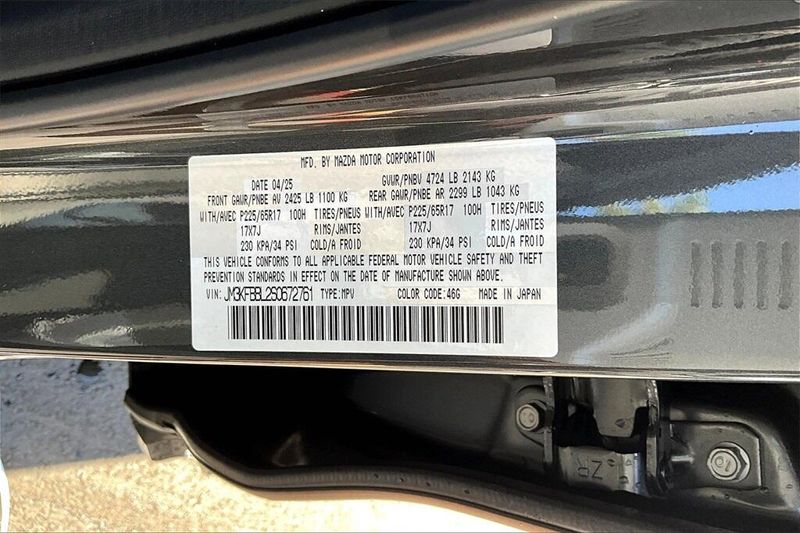 MFD. BY MAZDA MOTOR CORPORATION
DATE 04/25 GVWR/PNBV 4724 LB 2143 KG
FRONT GAWR/PNBE AV 2425 LB 1100 KG REAR GAWR/PNBE AR 2299 LB 1043 KG
WITH/AVEC P225/65R17 100H TIRES/PNEUS WITH/AVEC P225/65R17 100H TIRES/PNEUS
17X7J RIMS/JANTES 17X7J RIMS/JANTES
230 KPA/34 PSI COLD/A FROID 230 KPA/34 PSI COLD/A FROID
THIS VEHICLE CONFORMS TO ALL APPLICABLE FEDERAL MOTOR VEHICLE SAFETY AND THEFT
PREVENTION STANDARDS IN EFFECT ON THE DATE OF MANUFACTURE SHOWN ABOVE.
VIN: JM3KFBBL2S0672761 TYPE:MPV COLOR CODE:46G MADE IN JAPAN
ZR